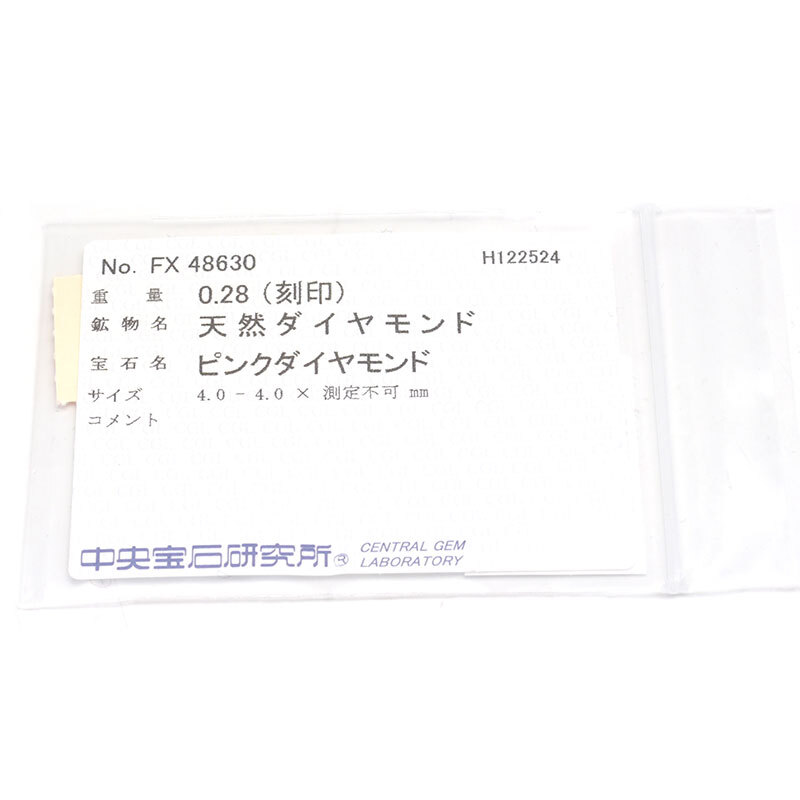 No. FX 48630 H122524
重量 0.28 (刻印)
鉱物名 天然ダイヤモンド
宝石名 ピンクダイヤモンド
サイズ 4.0 - 4.0 × 測定不可 mm
コメント
中央宝石研究所® CENTRAL GEM
LABORATORY